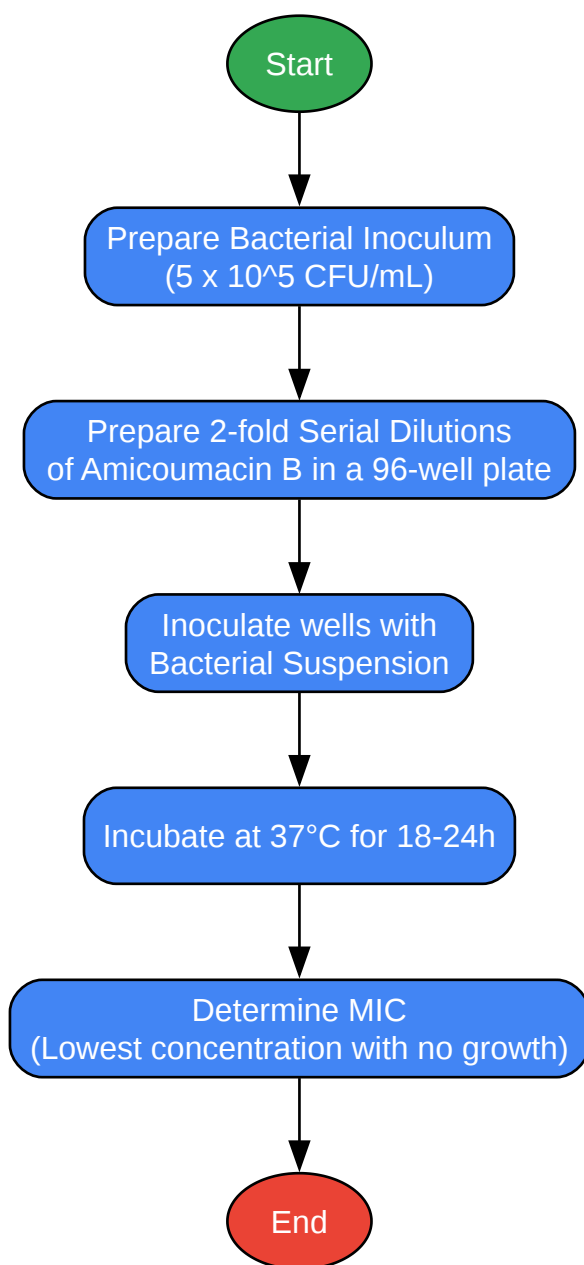 Start
Prepare Bacterial Inoculum
(5 x 10^5 CFU/mL)
Prepare 2-fold Serial Dilutions
of Amicoumacin B in a 96-well plate
Inoculate wells with
Bacterial Suspension
Incubate at 37°C for 18-24h
Determine MIC
(Lowest concentration with no growth)
End